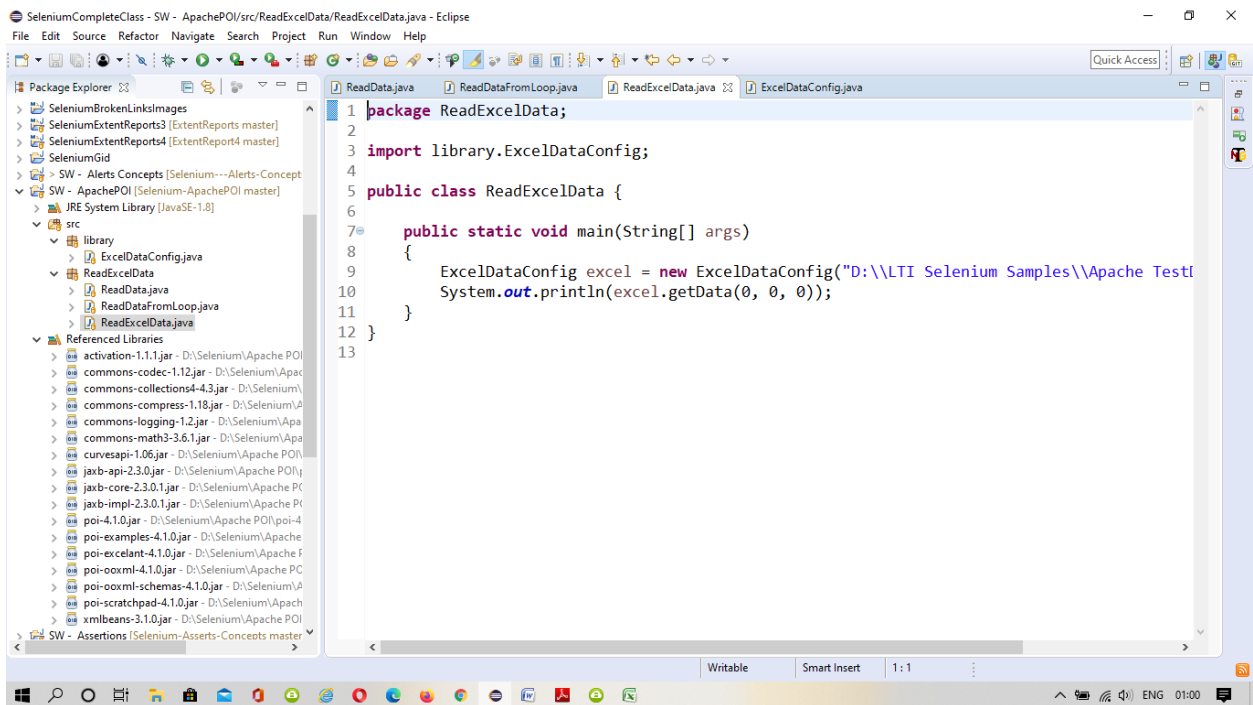 SeleniumCompleteClass - SW - ApachePOI/src/ReadExcelData/ReadExcelData.java - Eclipse
File Edit Source Refactor Navigate Search Project Run Window Help
Quick Access
Package Explorer
SeleniumBrokenLinksImages
SeleniumExtentReports3 [ExtentReports master]
SeleniumExtentReports4 [ExtentReport4 master]
SeleniumGid
> SW - Alerts Concepts [Selenium---Alerts-Concept
SW - ApachePOI [Selenium-ApachePOI master]
JRE System Library [JavaSE-1.8]
src
library
ExcelDataConfig.java
ReadExcelData
ReadData.java
ReadDataFromLoop.java
ReadExcelData.java
Referenced Libraries
activation-1.1.1.jar - D:\Selenium\Apache POI
commons-codec-1.12.jar - D:\Selenium\Apac
commons-collections4-4.3.jar - D:\Selenium\
commons-compress-1.18.jar - D:\Selenium\A
commons-logging-1.2.jar - D:\Selenium\Apa
commons-math3-3.6.1.jar - D:\Selenium\Apa
curvesapi-1.06.jar - D:\Selenium\Apache POI\
jaxb-api-2.3.0.jar - D:\Selenium\Apache POI\p
jaxb-core-2.3.0.1.jar - D:\Selenium\Apache P
jaxb-impl-2.3.0.1.jar - D:\Selenium\Apache P
poi-4.1.0.jar - D:\Selenium\Apache POI\poi-4
poi-examples-4.1.0.jar - D:\Selenium\Apache
poi-excelant-4.1.0.jar - D:\Selenium\Apache P
poi-ooxml-4.1.0.jar - D:\Selenium\Apache PO
poi-ooxml-schemas-4.1.0.jar - D:\Selenium\A
poi-scratchpad-4.1.0.jar - D:\Selenium\Apach
xmlbeans-3.1.0.jar - D:\Selenium\Apache POI
SW - Assertions [Selenium-Asserts-Concepts master
ReadData.java ReadDataFromLoop.java ReadExcelData.java ExcelDataConfig.java
1 package ReadExcelData;
2
3 import library.ExcelDataConfig;
4
5 public class ReadExcelData {
6
7 public static void main(String[] args)
8 {
9 ExcelDataConfig excel = new ExcelDataConfig("D:\\LTI Selenium Samples\\Apache Test
10 System.out.println(excel.getData(0, 0, 0));
11 }
12 }
13
Writable Smart Insert 1 : 1
ENG 01:00